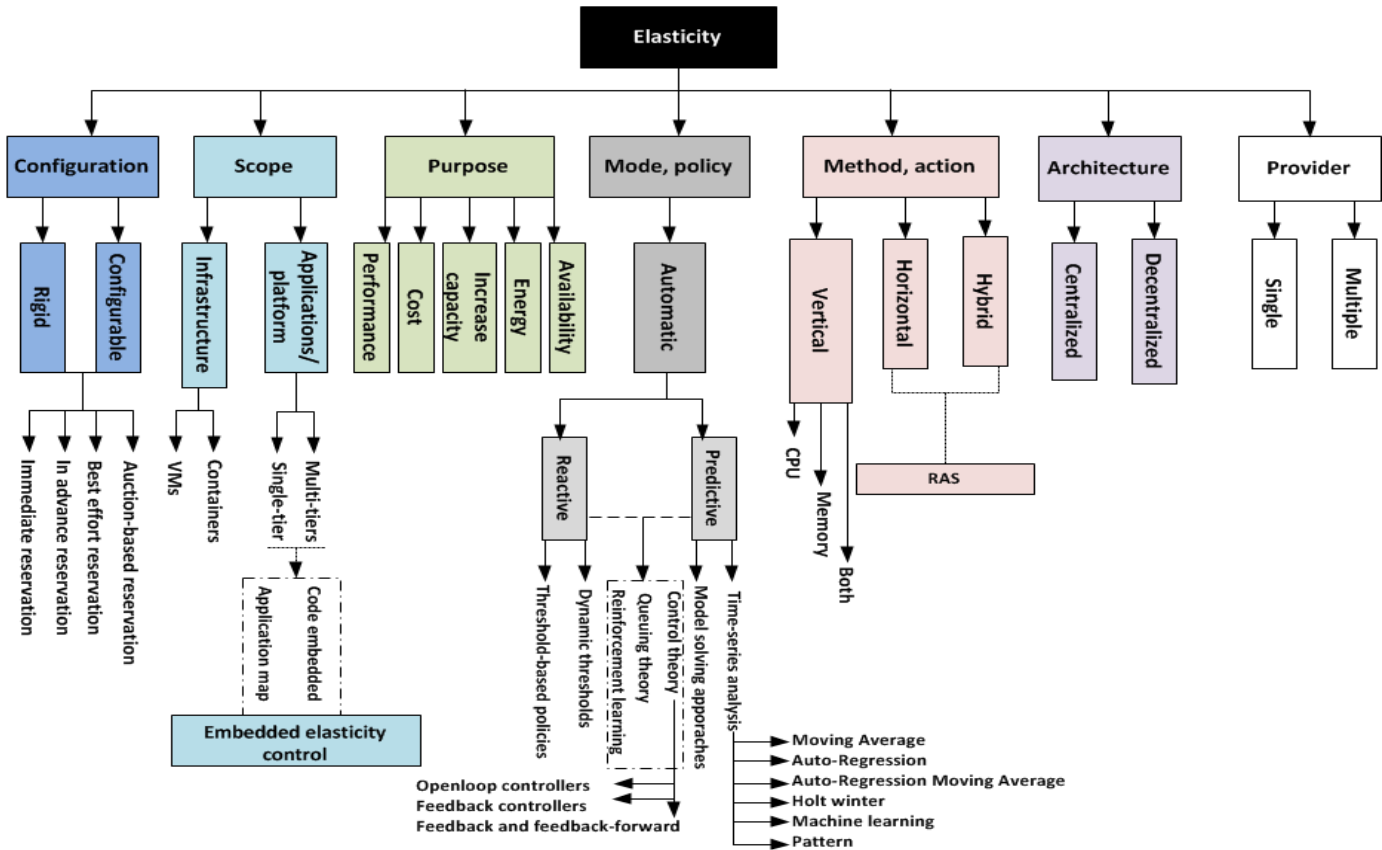 Elasticity
Configuration
Scope
Purpose
Mode, policy
Method, action
Architecture
Provider
Rigid
Configurable
Infrastructure
Applications/
platform
Performance
Cost
Increase
capacity
Energy
Availability
Automatic
Vertical
Horizontal
Hybrid
Centralized
Decentralized
Single
Multiple
Immediate reservation
In advance reservation
Best effort reservation
Auction-based reservation
VMs
Containers
Single-tier
Multi-tiers
Reactive
Predictive
CPU
Memory
Both
RAS
Application map
Code embedded
Embedded elasticity
control
Threshold-based policies
Dynamic thresholds
Reinforcement learning
Queuing theory
Control theory
Model solving apporaches
Time-series analysis
Openloop controllers
Feedback controllers
Feedback and feedback-forward
Moving Average
Auto-Regression
Auto-Regression Moving Average
Holt winter
Machine learning
Pattern